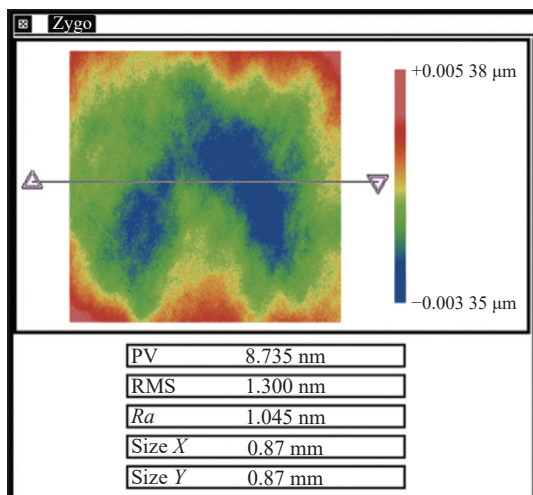 Zygo
+0.005 38 μm
−0.003 35 μm
PV 8.735 nm
RMS 1.300 nm
Ra 1.045 nm
Size X 0.87 mm
Size Y 0.87 mm